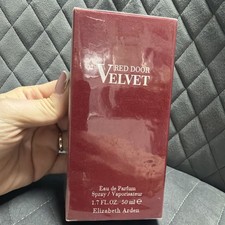 RED DOOR
VELVET
Eau de Parfum
Spray / Vaporisateur
1.7 FL.OZ. 50 ml ℮
Elizabeth Arden